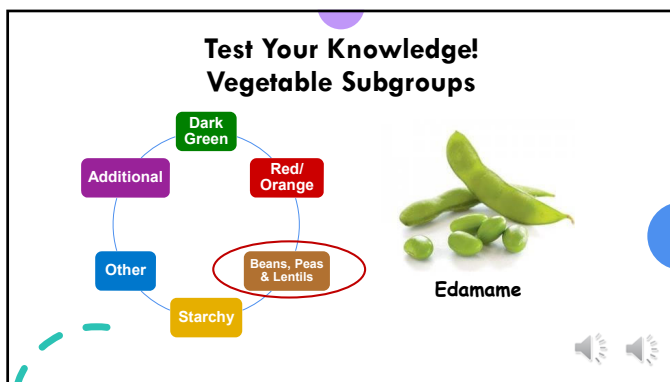 Test Your Knowledge!
Vegetable Subgroups
Dark
Green
Additional
Red/
Orange
Other
Beans, Peas
& Lentils
Starchy
Edamame